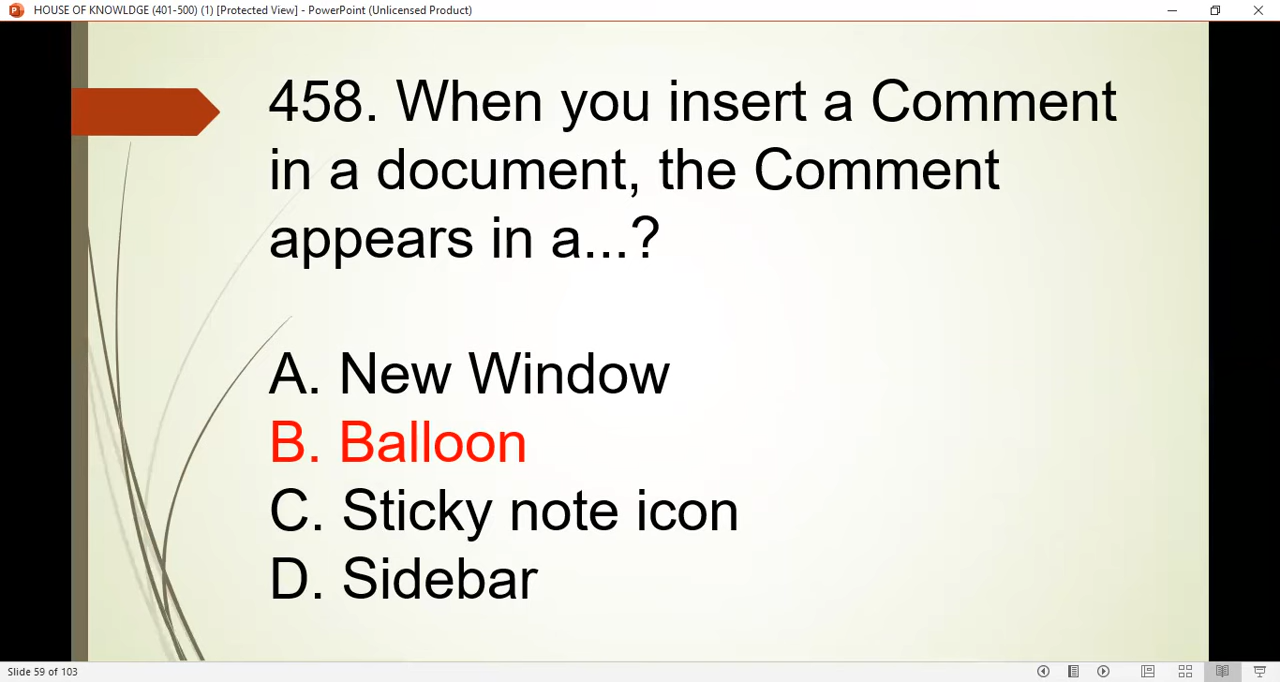 HOUSE OF KNOWLDGE (401-500) (1) [Protected View] - PowerPoint (Unlicensed Product)
458. When you insert a Comment
in a document, the Comment
appears in a...?
A. New Window
B. Balloon
C. Sticky note icon
D. Sidebar
Slide 59 of 103